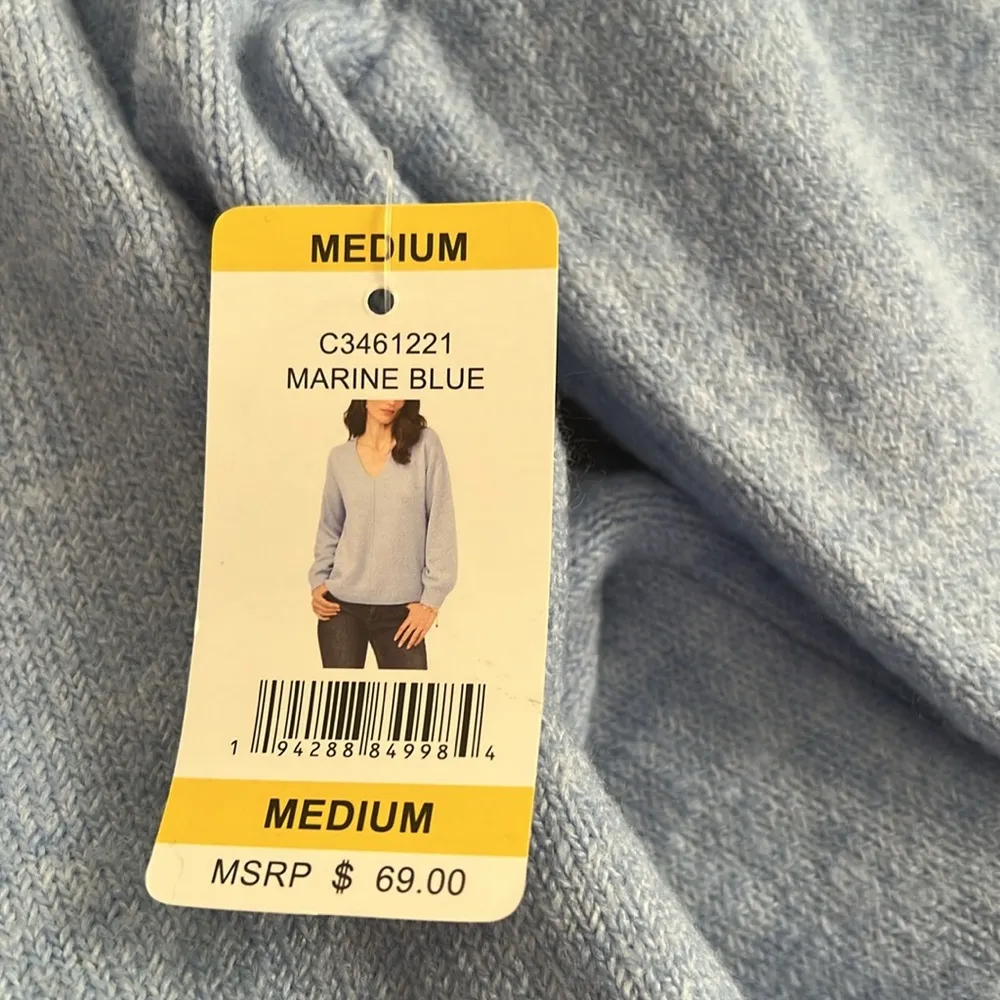 MEDIUM
C3461221
MARINE BLUE
1 94288 84998 4
MEDIUM
MSRP $ 69.00